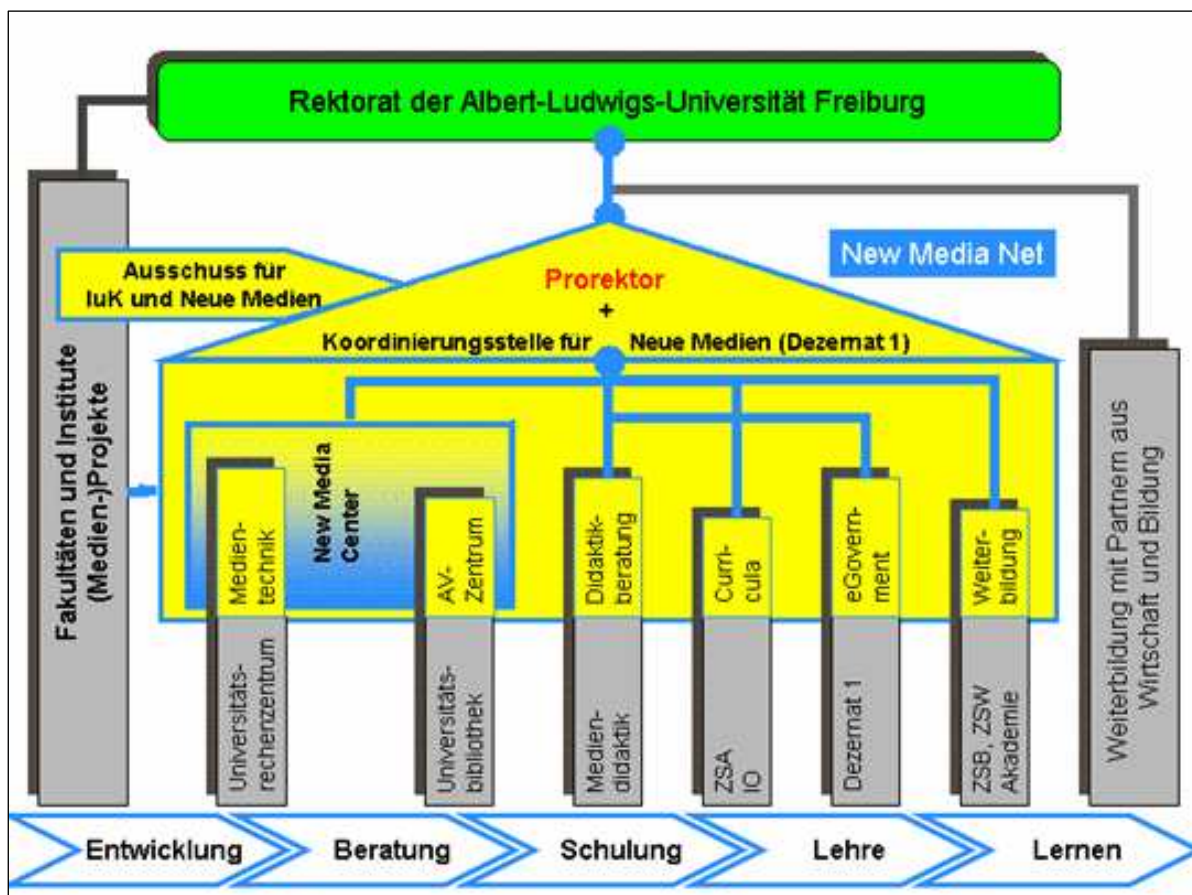 Rektorat der Albert-Ludwigs-Universität Freiburg
New Media Net
Ausschuss für
IuK und Neue Medien
Prorektor
+
Koordinierungsstelle für Neue Medien (Dezernat 1)
Fakultäten und Institute
(Medien-)Projekte
New Media
Center
Medien-
technik
Universitäts-
rechenzentrum
AV-
Zentrum
Universitäts-
bibliothek
Didaktik-
beratung
Medien-
didaktik
Curri-
cula
ZSA
IO
eGovern-
ment
Dezernat 1
Weiter-
bildung
ZSB, ZSW
Akademie
Weiterbildung mit Partnern aus
Wirtschaft und Bildung
Entwicklung
Beratung
Schulung
Lehre
Lernen